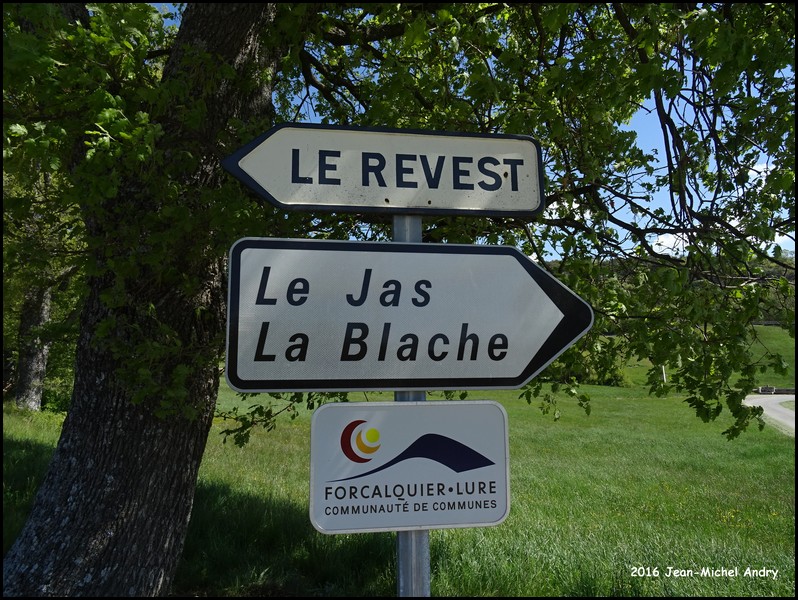 LE REVEST
Le Jas
La Blache
FORCALQUIER•LURE
COMMUNAUTÉ DE COMMUNES
2016 Jean-Michel Andry